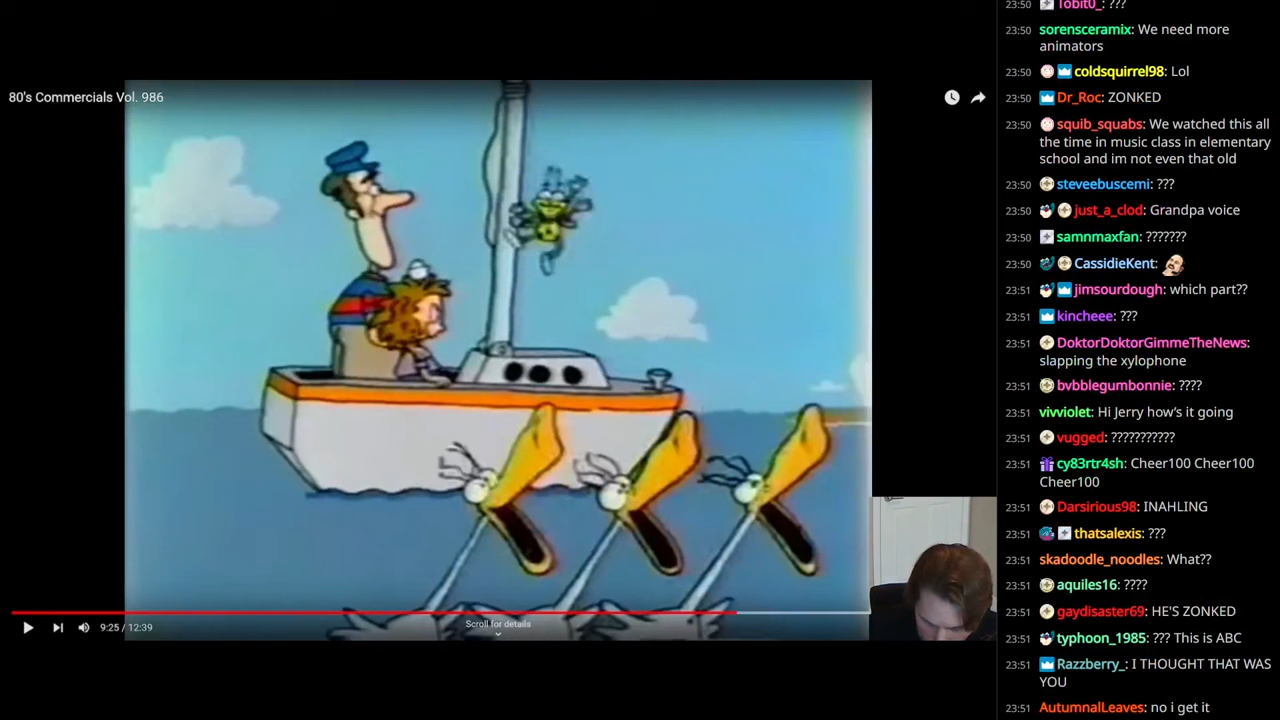 80's Commercials Vol. 986
9:25 / 12:39
Scroll for details
23:50 Tobit0_: ???
23:50 sorensceramix: We need more
animators
23:50 coldsquirrel98: Lol
23:50 Dr_Roc: ZONKED
23:50 squib_squabs: We watched this all
the time in music class in elementary
school and im not even that old
23:50 steveebuscemi: ???
23:50 just_a_clod: Grandpa voice
23:50 samnmaxfan: ???????
23:50 CassidieKent:
23:51 jimsourdough: which part??
23:51 kincheee: ???
23:51 DoktorDoktorGimmeTheNews:
slapping the xylophone
23:51 bvbblegumbonnie: ????
23:51 vivviolet: Hi Jerry how's it going
23:51 vugged: ???????????
23:51 cy83rtr4sh: Cheer100 Cheer100
Cheer100
23:51 Darsirious98: INAHLING
23:51 thatsalexis: ???
23:51 skadoodle_noodles: What??
23:51 aquiles16: ????
23:51 gaydisaster69: HE'S ZONKED
23:51 typhoon_1985: ??? This is ABC
23:51 Razzberry_: I THOUGHT THAT WAS
YOU
23:51 AutumnalLeaves: no i get it